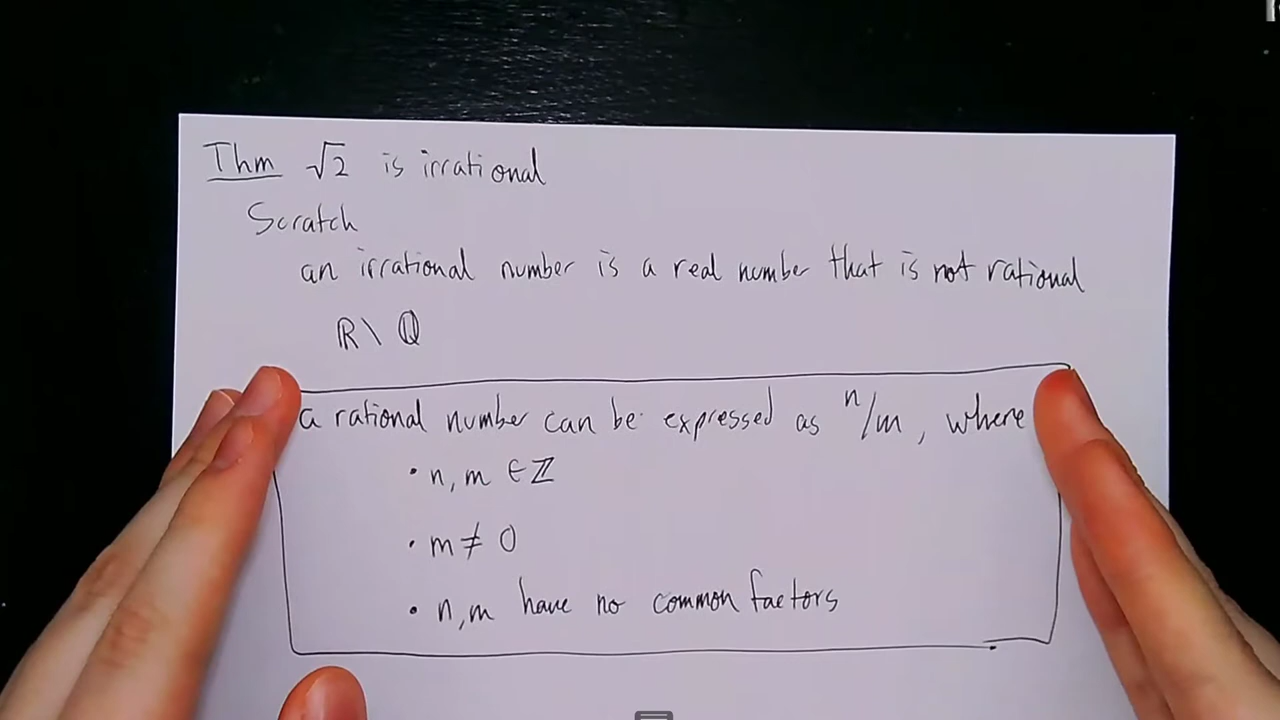 Thm √2 is irrational
Scratch
an irrational number is a real number that is not rational
ℝ \ ℚ
a rational number can be expressed as n/m, where
• n, m ∈ ℤ
• m ≠ 0
• n, m have no common factors